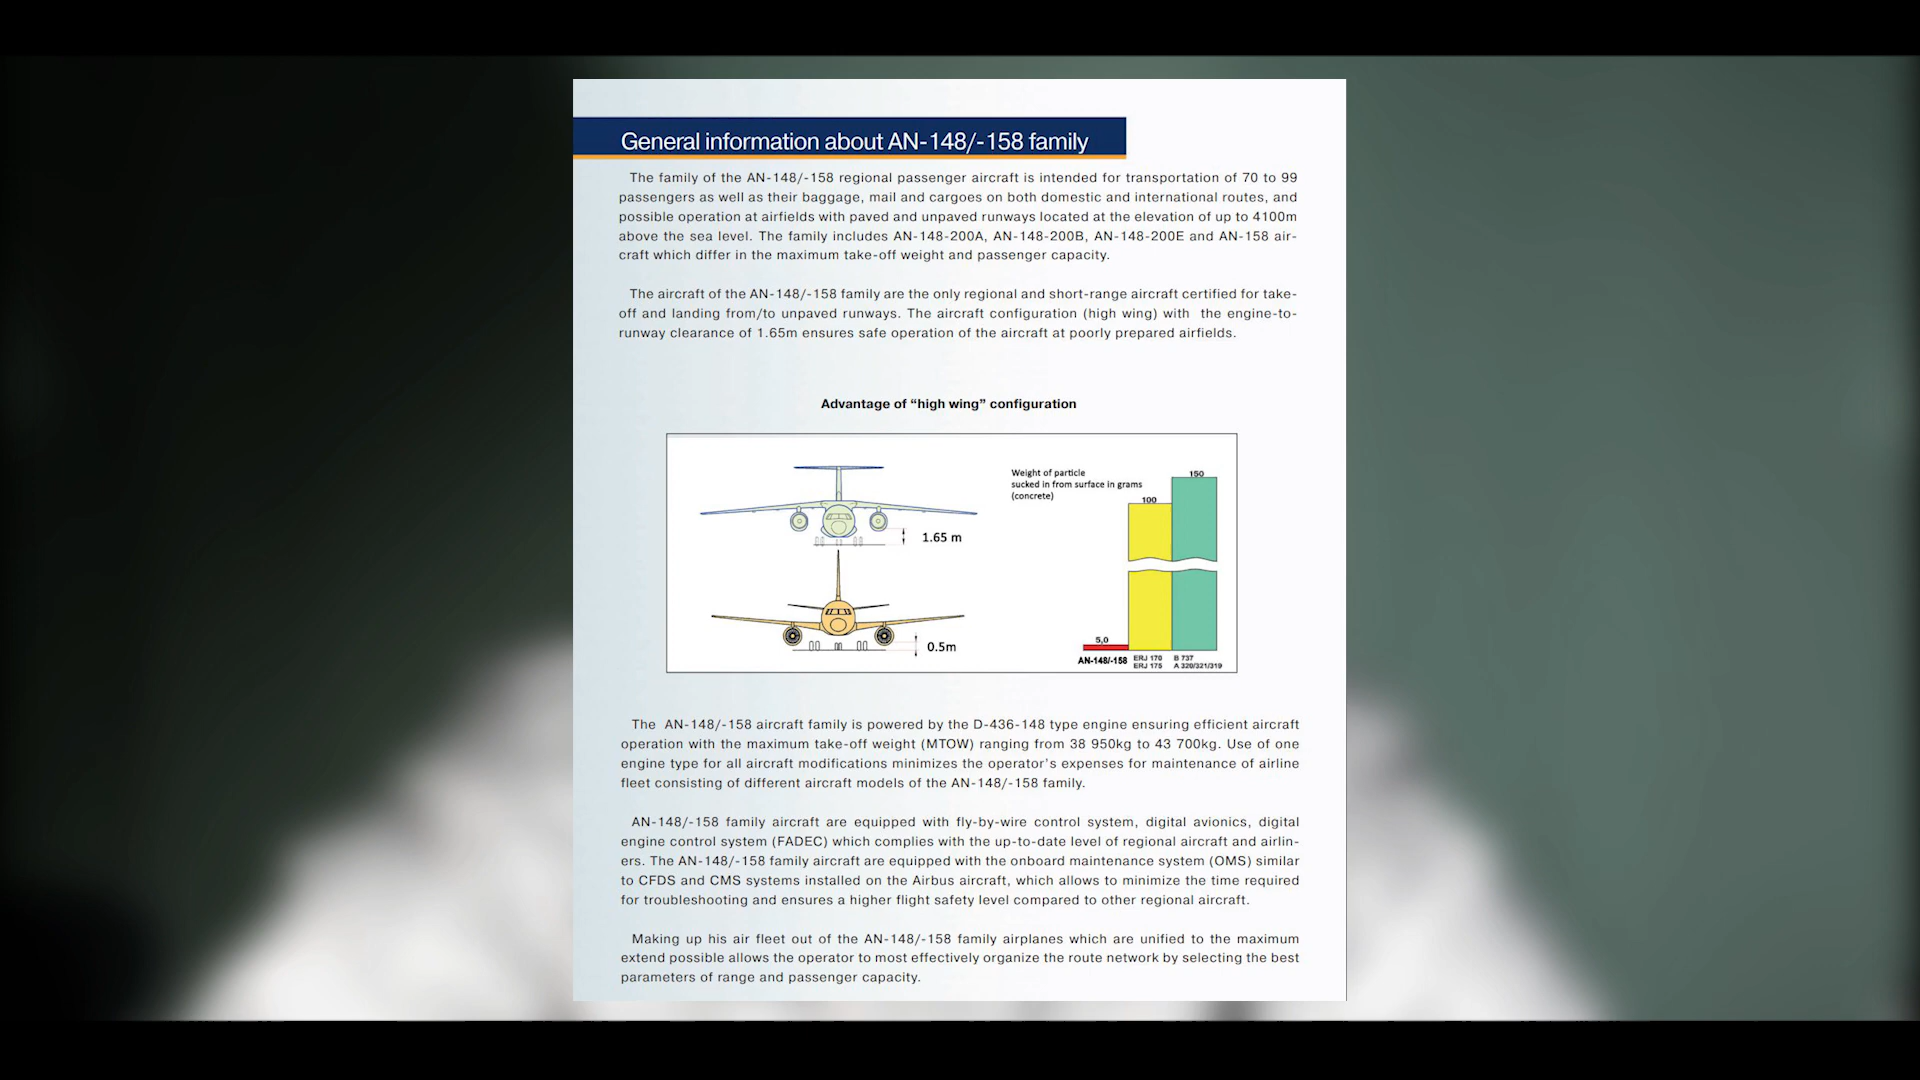 General information about AN-148/-158 family
The family of the AN-148/-158 regional passenger aircraft is intended for transportation of 70 to 99
passengers as well as their baggage, mail and cargoes on both domestic and international routes, and
possible operation at airfields with paved and unpaved runways located at the elevation of up to 4100m
above the sea level. The family includes AN-148-200A, AN-148-200B, AN-148-200E and AN-158 air-
craft which differ in the maximum take-off weight and passenger capacity.
The aircraft of the AN-148/-158 family are the only regional and short-range aircraft certified for take-
off and landing from/to unpaved runways. The aircraft configuration (high wing) with the engine-to-
runway clearance of 1.65m ensures safe operation of the aircraft at poorly prepared airfields.
Advantage of “high wing” configuration
1.65 m
0.5m
Weight of particle
sucked in from surface in grams
(concrete)
150
100
5,0
AN-148/-158
ERJ 170
ERJ 175
B 737
A 320/321/319
The AN-148/-158 aircraft family is powered by the D-436-148 type engine ensuring efficient aircraft
operation with the maximum take-off weight (MTOW) ranging from 38 950kg to 43 700kg. Use of one
engine type for all aircraft modifications minimizes the operator's expenses for maintenance of airline
fleet consisting of different aircraft models of the AN-148/-158 family.
AN-148/-158 family aircraft are equipped with fly-by-wire control system, digital avionics, digital
engine control system (FADEC) which complies with the up-to-date level of regional aircraft and airlin-
ers. The AN-148/-158 family aircraft are equipped with the onboard maintenance system (OMS) similar
to CFDS and CMS systems installed on the Airbus aircraft, which allows to minimize the time required
for troubleshooting and ensures a higher flight safety level compared to other regional aircraft.
Making up his air fleet out of the AN-148/-158 family airplanes which are unified to the maximum
extend possible allows the operator to most effectively organize the route network by selecting the best
parameters of range and passenger capacity.